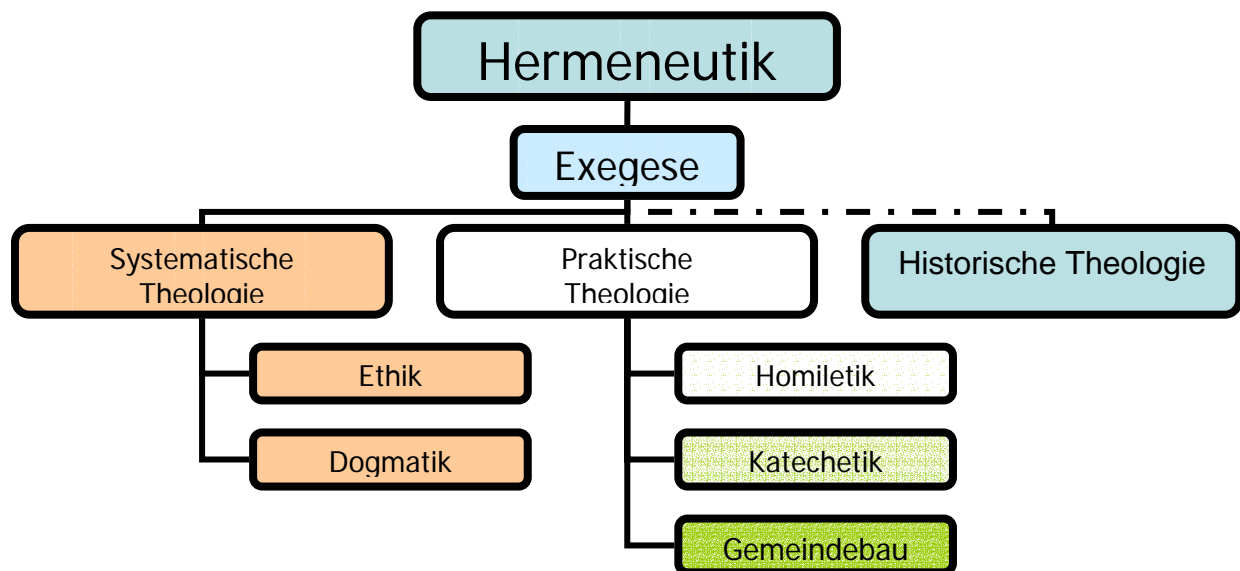 Hermeneutik
Exegese
Systematische
Theologie
Praktische
Theologie
Historische Theologie
Ethik
Dogmatik
Homiletik
Katechetik
Gemeindebau